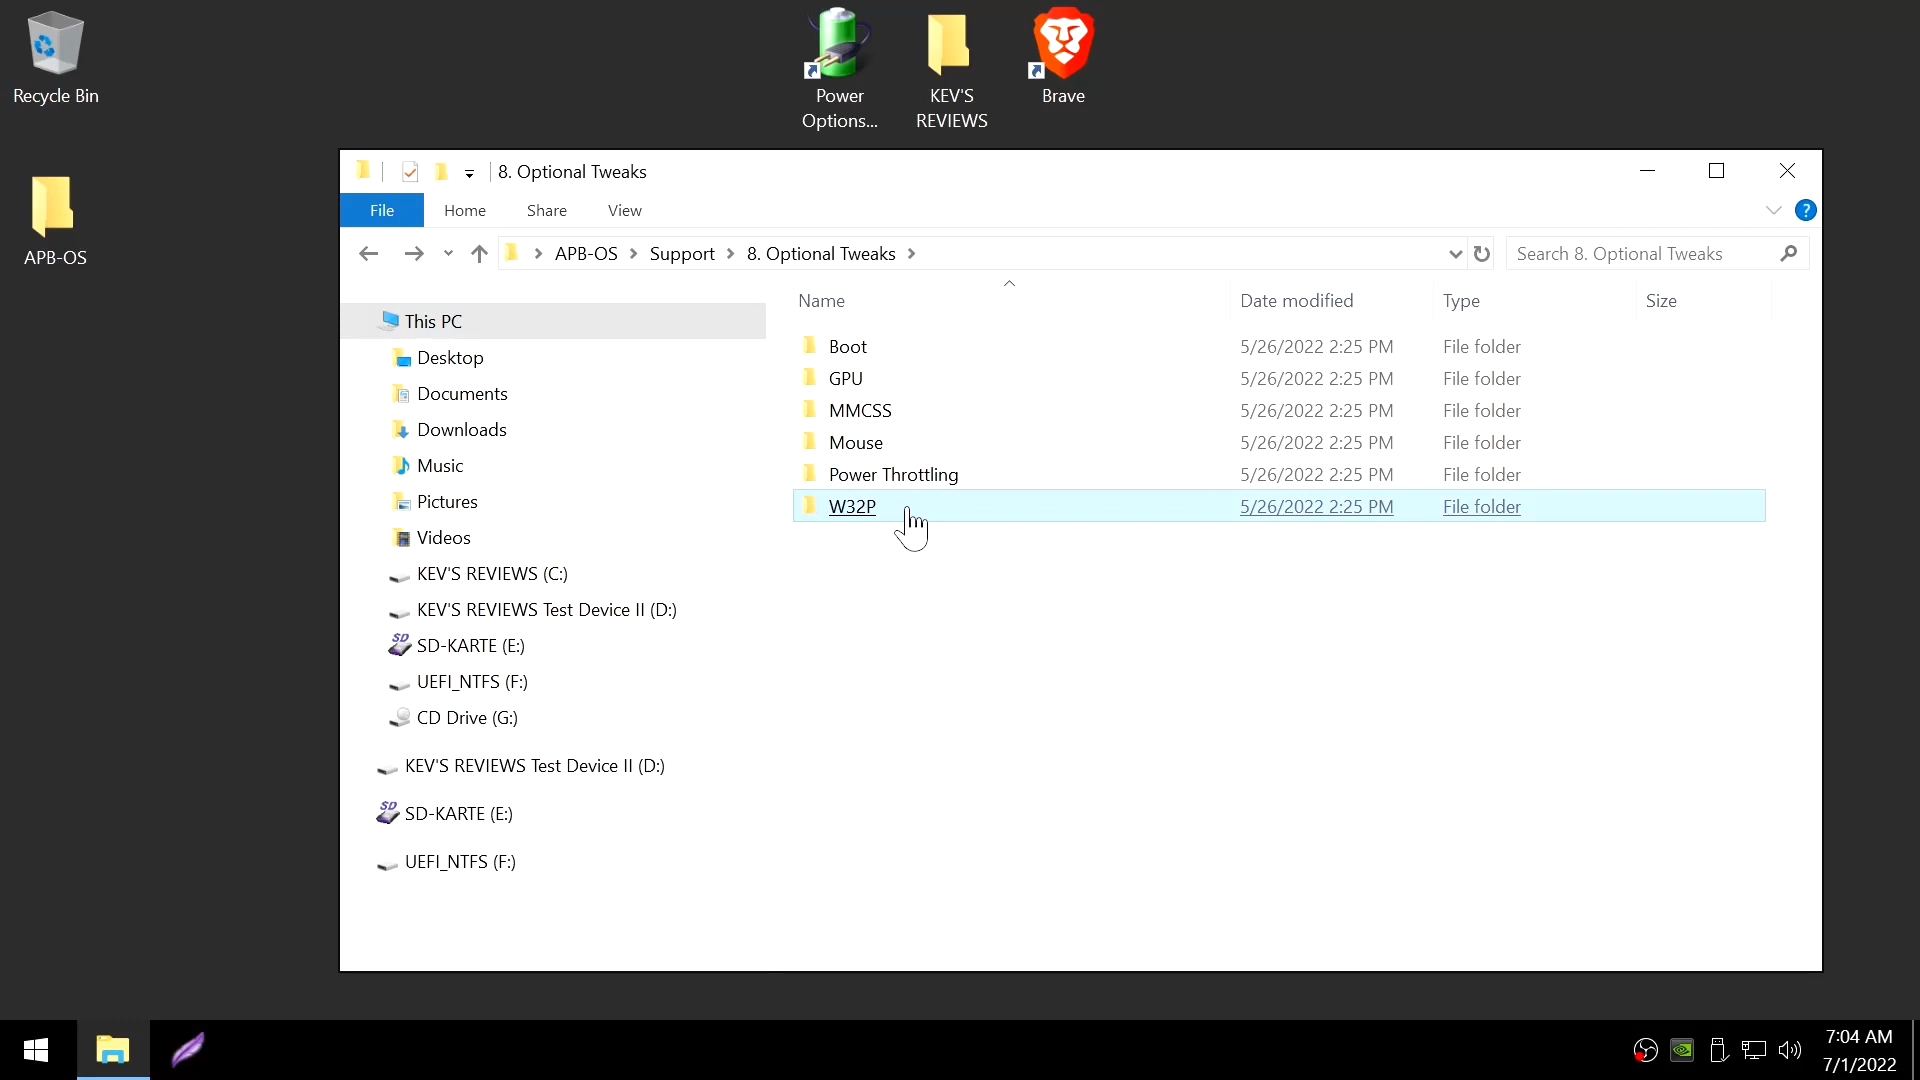 Recycle Bin
Power
Options...
KEV'S
REVIEWS
Brave
APB-OS
8. Optional Tweaks
File
Home
Share
View
?
APB-OS
Support
8. Optional Tweaks
Search 8. Optional Tweaks
This PC
Desktop
Documents
Downloads
Music
Pictures
Videos
KEV'S REVIEWS (C:)
KEV'S REVIEWS Test Device II (D:)
SD
SD-KARTE (E:)
UEFI_NTFS (F:)
CD Drive (G:)
KEV'S REVIEWS Test Device II (D:)
SD
SD-KARTE (E:)
UEFI_NTFS (F:)
Name Date modified Type Size
Boot 5/26/2022 2:25 PM File folder
GPU 5/26/2022 2:25 PM File folder
MMCSS 5/26/2022 2:25 PM File folder
Mouse 5/26/2022 2:25 PM File folder
Power Throttling 5/26/2022 2:25 PM File folder
W32P 5/26/2022 2:25 PM File folder
7:04 AM
7/1/2022